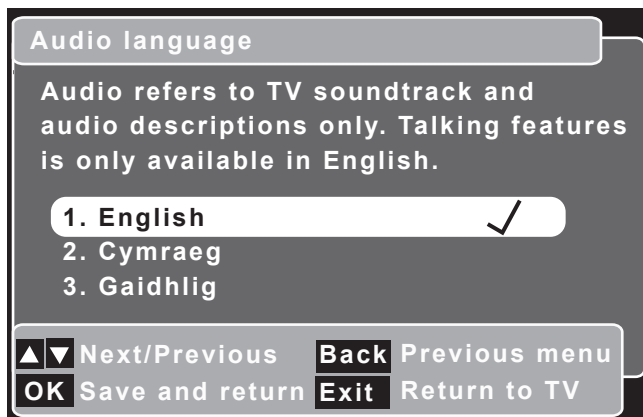 Audio language
Audio refers to TV soundtrack and
audio descriptions only. Talking features
is only available in English.
1. English
2. Cymraeg
3. Gaidhlig
▲▼ Next/Previous Back Previous menu
OK Save and return Exit Return to TV